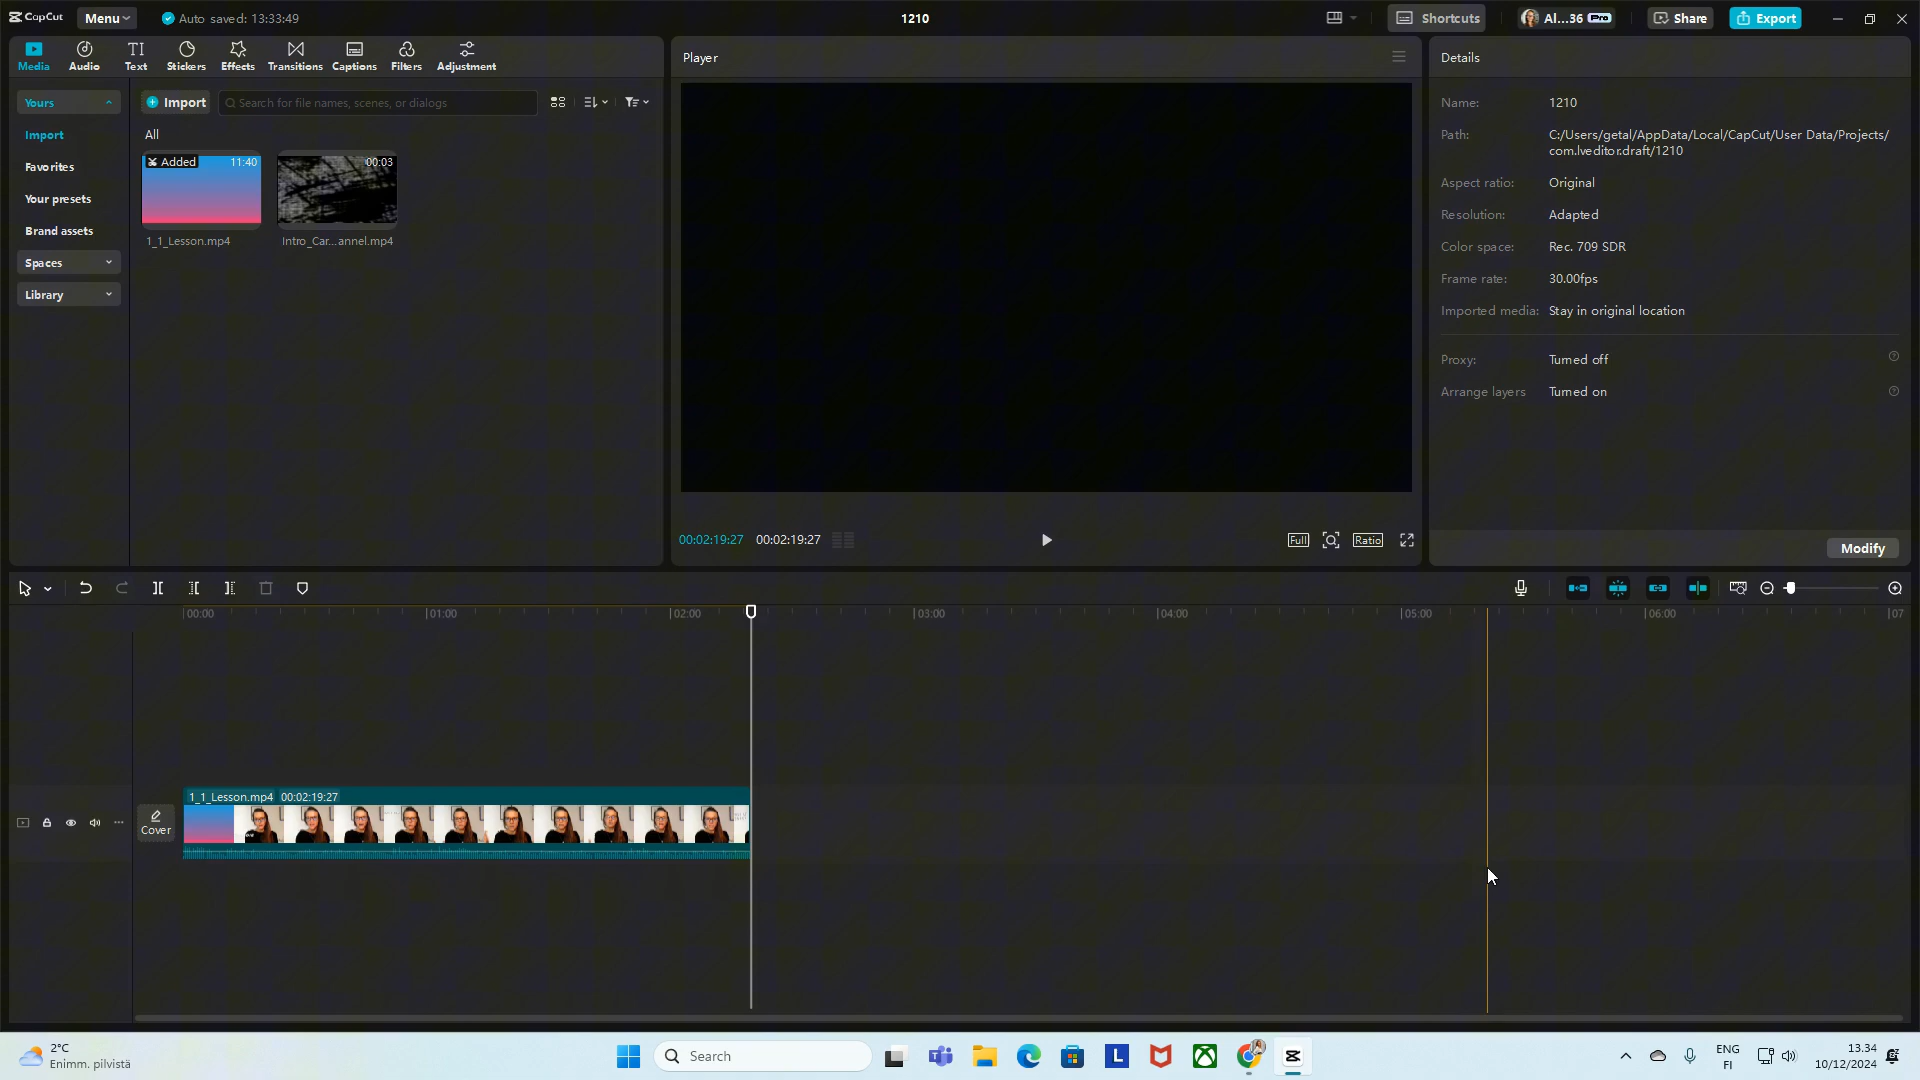 CapCut Menu Auto saved: 13:33:49 1210 Shortcuts Al...36 Pro Share Export
Media Audio Text Stickers Effects Transitions Captions Filters Adjustment
TI
Yours
Import
Favorites
Your presets
Brand assets
Spaces
Library
Import Search for file names, scenes, or dialogs
All
Added 11:40
1_1_Lesson.mp4
00:03
Intro_Car...annel.mp4
Player
00:02:19:27 00:02:19:27 Full Ratio
Details
Name: 1210
Path: C:/Users/getal/AppData/Local/CapCut/User Data/Projects/
com.lveditor.draft/1210
Aspect ratio: Original
Resolution: Adapted
Color space: Rec. 709 SDR
Frame rate: 30.00fps
Imported media: Stay in original location
Proxy: Turned off
Arrange layers Turned on
Modify
00:00 01:00 02:00 03:00 04:00 05:00 06:00 07
1_1_Lesson.mp4 00:02:19:27
Cover
2°C
Enimm. pilvistä
Search
L
ENG
FI
13.34
10/12/2024